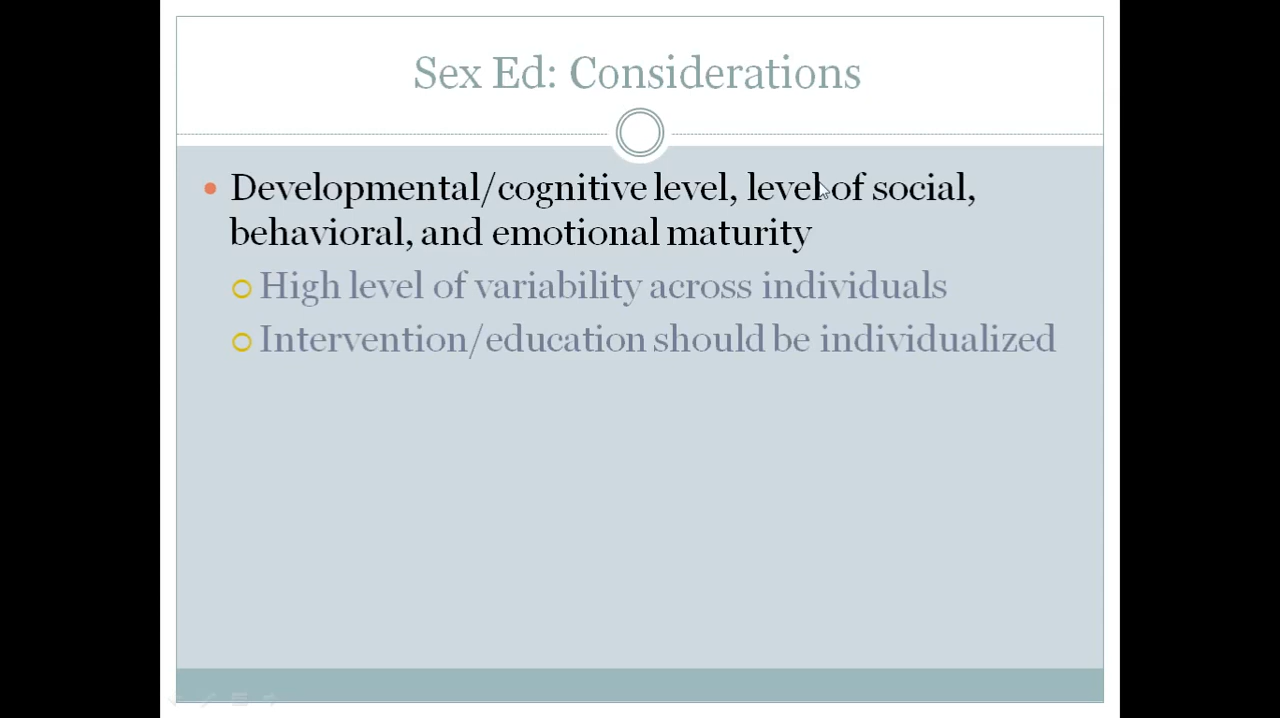 Sex Ed: Considerations
Developmental/cognitive level, level of social,
behavioral, and emotional maturity
High level of variability across individuals
Intervention/education should be individualized